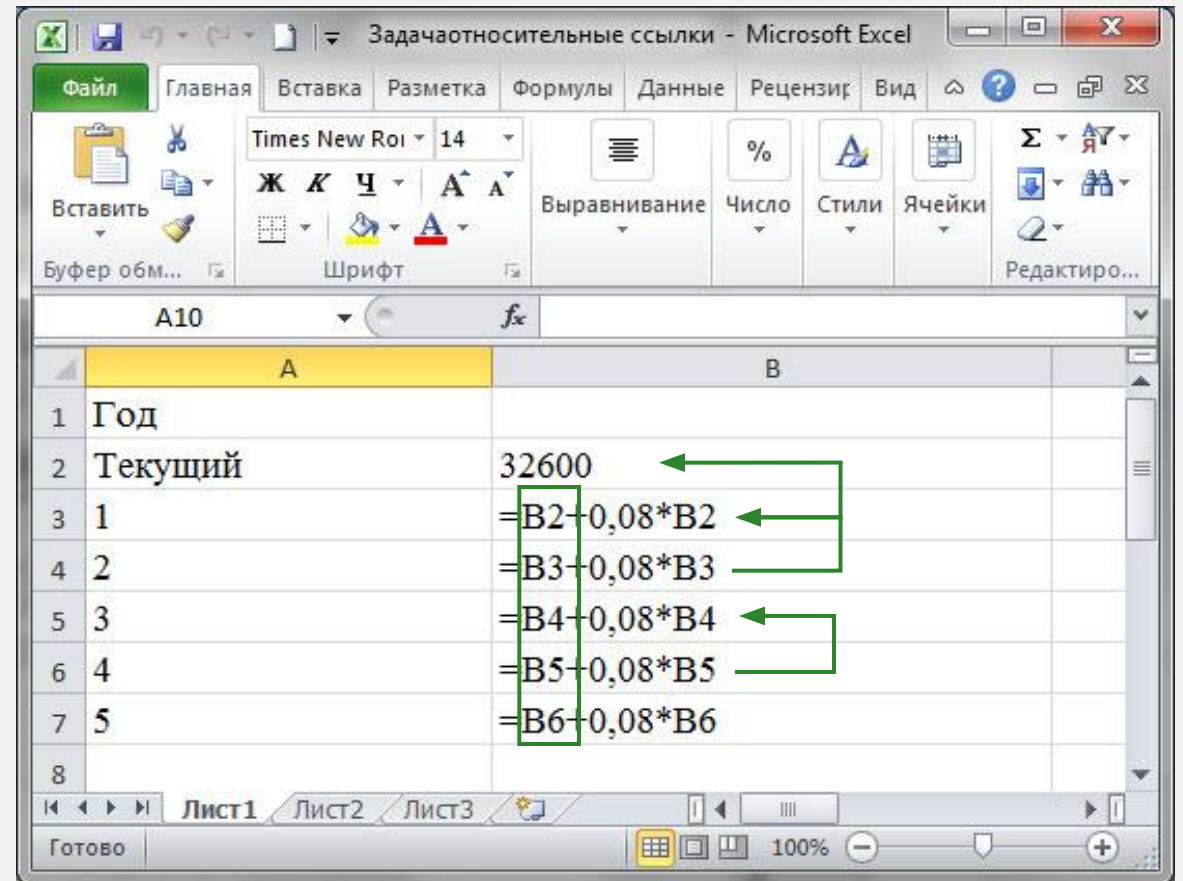 Задачаотносительные ссылки - Microsoft Excel
Файл Главная Вставка Разметка Формулы Данные Рецензир Вид
Times New Roı 14
Ж К Ч A A
Вставить Выравнивание Число Стили Ячейки
% Σ
Буфер обм... Шрифт Редактиро...
A10 fx
A B
1 Год
2 Текущий 32600
3 1 =B2+0,08*B2
4 2 =B3+0,08*B3
5 3 =B4+0,08*B4
6 4 =B5+0,08*B5
7 5 =B6+0,08*B6
8
Лист1 Лист2 Лист3
Готово 100%